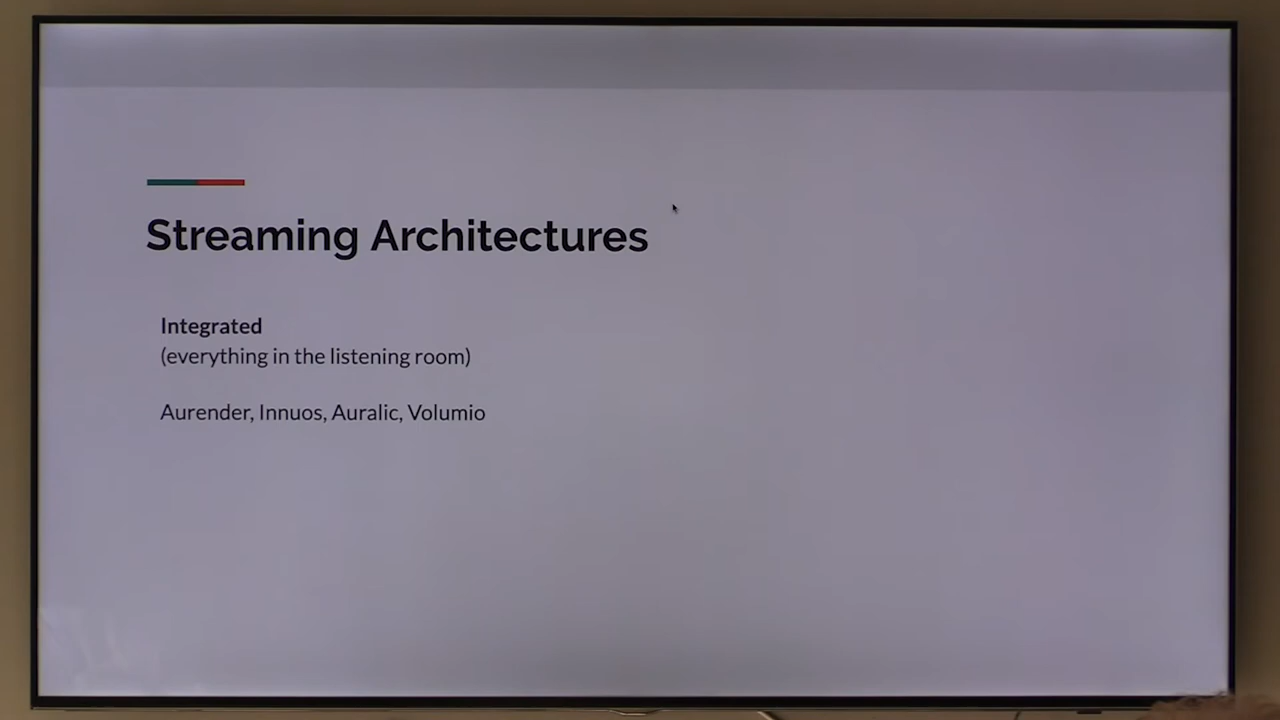 Streaming Architectures
Integrated
(everything in the listening room)
Aurender, Innuos, Auralic, Volumio